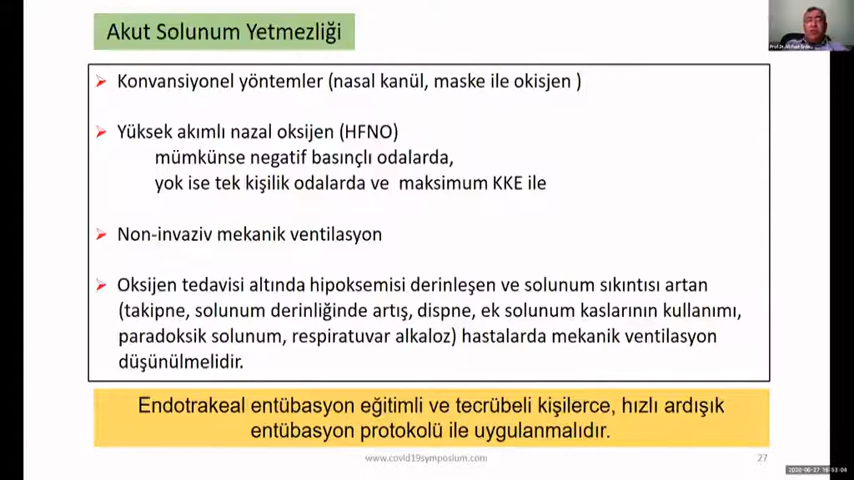 Akut Solunum Yetmezliği
Konvansiyonel yöntemler (nasal kanül, maske ile okisjen )
Yüksek akımlı nazal oksijen (HFNO)
mümkünse negatif basınçlı odalarda,
yok ise tek kişilik odalarda ve maksimum KKE ile
Non-invaziv mekanik ventilasyon
Oksijen tedavisi altında hipoksemisi derinleşen ve solunum sıkıntısı artan
(takipne, solunum derinliğinde artış, dispne, ek solunum kaslarının kullanımı,
paradoksik solunum, respiratuvar alkaloz) hastalarda mekanik ventilasyon
düşünülmelidir.
Endotrakeal entübasyon eğitimli ve tecrübeli kişilerce, hızlı ardışık
entübasyon protokolü ile uygulanmalıdır.
www.covid19symposium.com
27